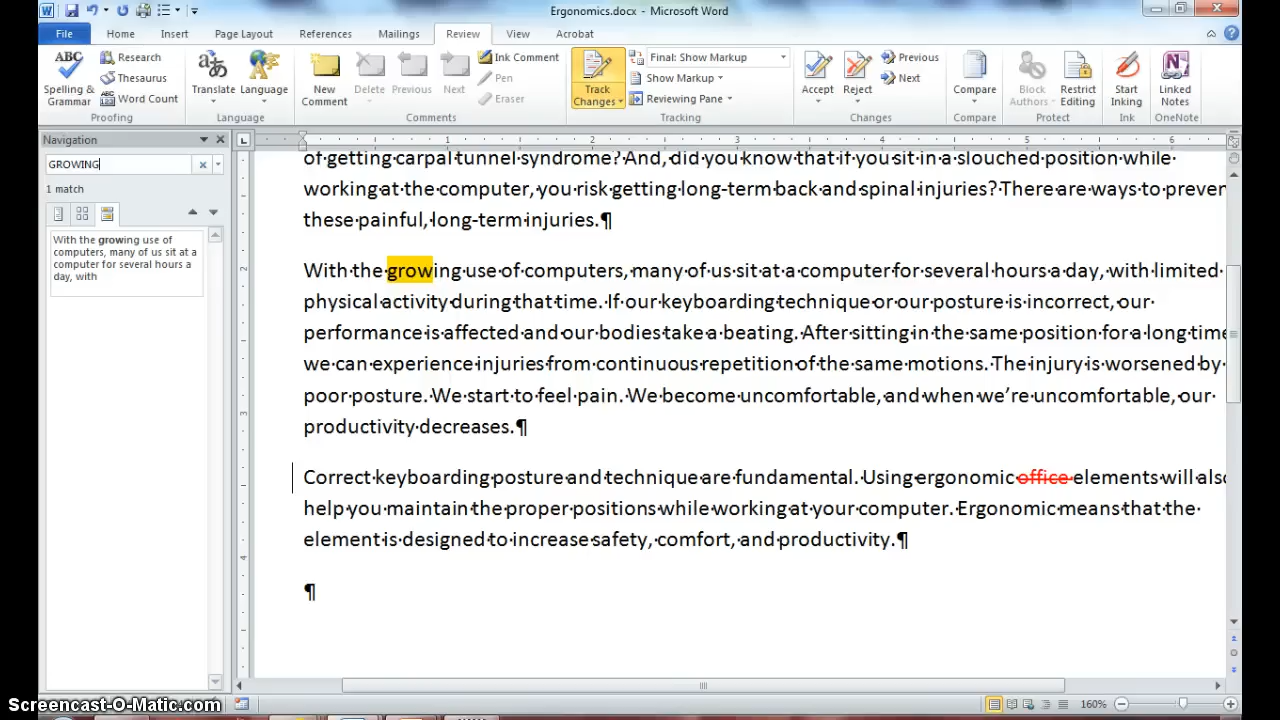 Ergonomics.docx - Microsoft Word
File Home Insert Page Layout References Mailings Review View Acrobat
ABC Research Ink Comment Final: Show Markup Previous
Thesaurus Pen Show Markup Next
Spelling & Grammar Word Count Translate Language New Comment Delete Previous Next Eraser Track Changes Reviewing Pane Accept Reject Compare Block Authors Restrict Editing Start Inking Linked Notes
Proofing Language Comments Tracking Changes Compare Protect Ink OneNote
Navigation
GROWING
1 match
With the growing use of
computers, many of us sit at a
computer for several hours a
day, with
1 2 3 4 5 6
of getting carpal tunnel syndrome? And, did you know that if you sit in a slouched position while
working at the computer, you risk getting long-term back and spinal injuries? There are ways to preven
these painful, long-term injuries.¶
With the growing use of computers, many of us sit at a computer for several hours a day, with limited
physical activity during that time. If our keyboarding technique or our posture is incorrect, our
performance is affected and our bodies take a beating. After sitting in the same position for a long time
we can experience injuries from continuous repetition of the same motions. The injury is worsened by
poor posture. We start to feel pain. We become uncomfortable, and when we’re uncomfortable, our
productivity decreases.¶
Correct keyboarding posture and technique are fundamental. Using ergonomic office elements will also
help you maintain the proper positions while working at your computer. Ergonomic means that the
element is designed to increase safety, comfort, and productivity.¶
¶
2
3
4
160%
Screencast-O-Matic.com